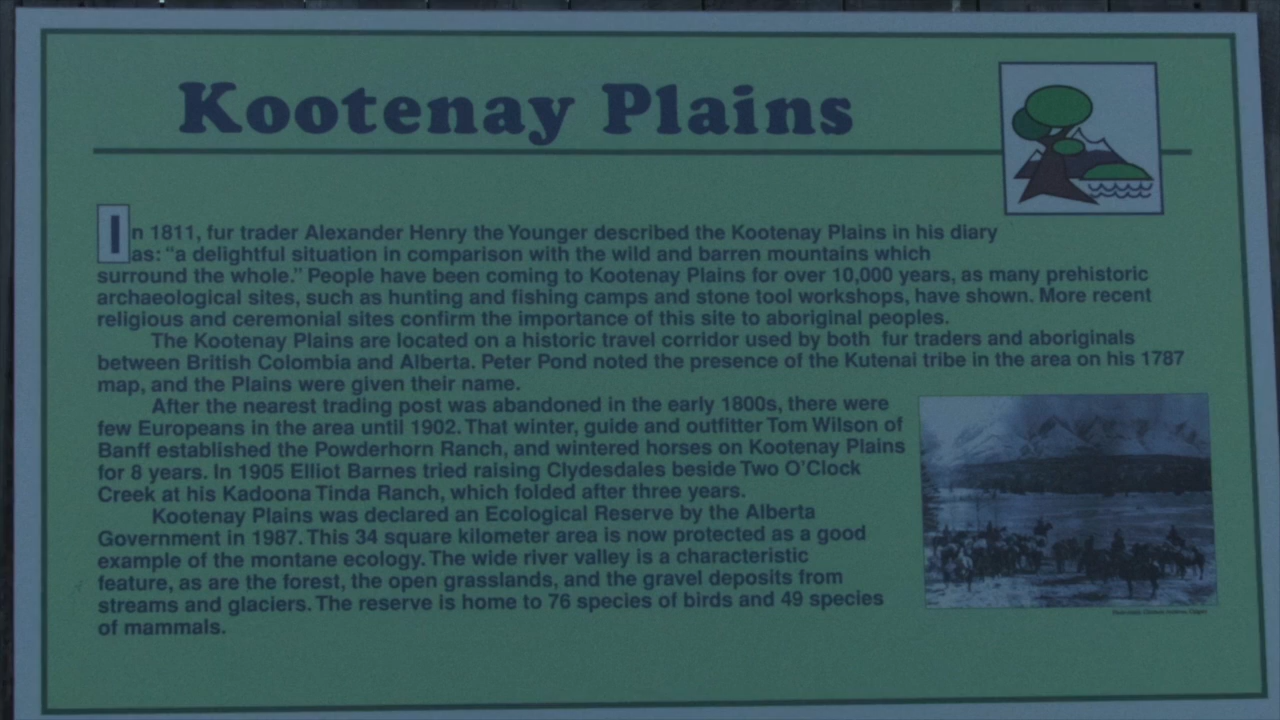 Kootenay Plains
In 1811, fur trader Alexander Henry the Younger described the Kootenay Plains in his diary
as: “a delightful situation in comparison with the wild and barren mountains which
surround the whole.” People have been coming to Kootenay Plains for over 10,000 years, as many prehistoric
archaeological sites, such as hunting and fishing camps and stone tool workshops, have shown. More recent
religious and ceremonial sites confirm the importance of this site to aboriginal peoples.
The Kootenay Plains are located on a historic travel corridor used by both fur traders and aboriginals
between British Colombia and Alberta. Peter Pond noted the presence of the Kutenai tribe in the area on his 1787
map, and the Plains were given their name.
After the nearest trading post was abandoned in the early 1800s, there were
few Europeans in the area until 1902. That winter, guide and outfitter Tom Wilson of
Banff established the Powderhorn Ranch, and wintered horses on Kootenay Plains
for 8 years. In 1905 Elliot Barnes tried raising Clydesdales beside Two O’Clock
Creek at his Kadoona Tinda Ranch, which folded after three years.
Kootenay Plains was declared an Ecological Reserve by the Alberta
Government in 1987. This 34 square kilometer area is now protected as a good
example of the montane ecology. The wide river valley is a characteristic
feature, as are the forest, the open grasslands, and the gravel deposits from
streams and glaciers. The reserve is home to 76 species of birds and 49 species
of mammals.